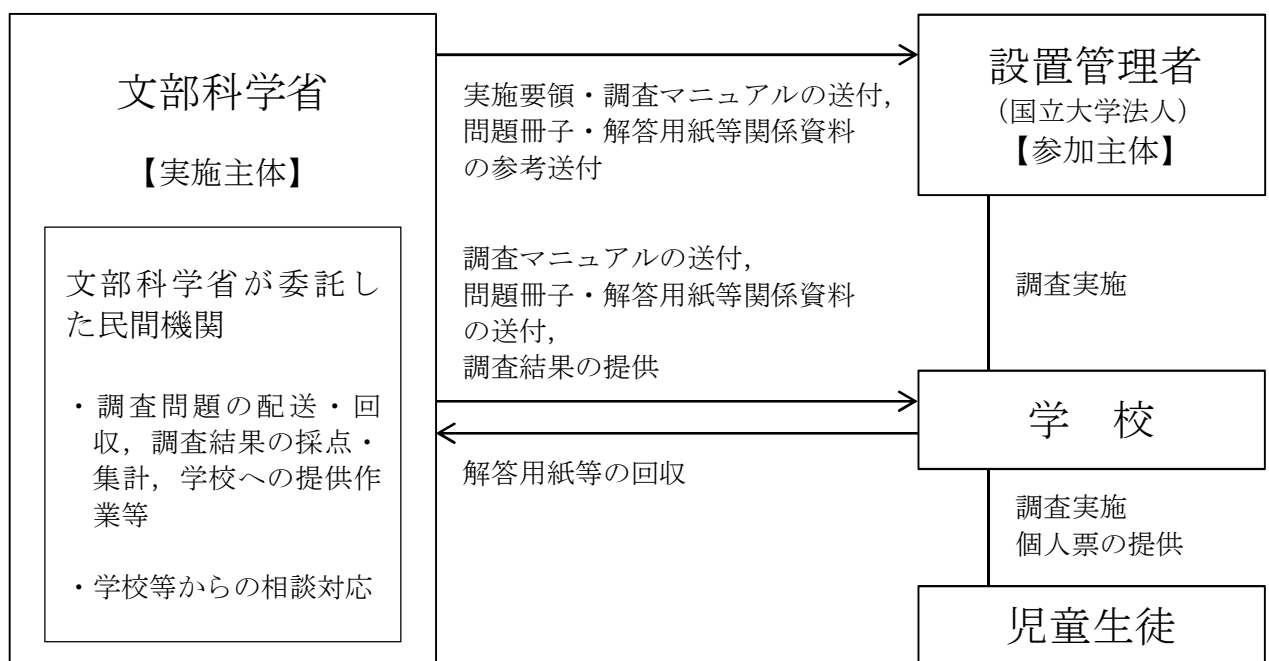 文部科学省
【実施主体】
文部科学省が委託し
た民間機関
・調査問題の配送・回
収，調査結果の採点・
集計，学校への提供作
業等
・学校等からの相談対応
実施要領・調査マニュアルの送付，
問題冊子・解答用紙等関係資料
の参考送付
調査マニュアルの送付，
問題冊子・解答用紙等関係資料
の送付，
調査結果の提供
解答用紙等の回収
設置管理者
（国立大学法人）
【参加主体】
調査実施
学　校
調査実施
個人票の提供
児童生徒